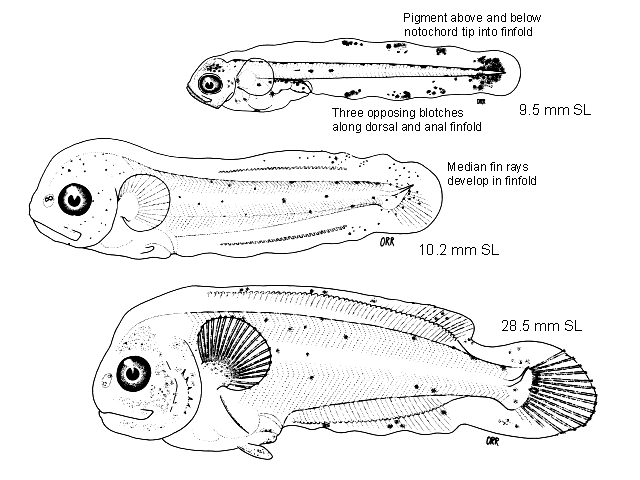 Pigment above and below
notochord tip into finfold
ORR
9.5 mm SL
Three opposing blotches
along dorsal and anal finfold
Median fin rays
develop in finfold
ORR
10.2 mm SL
28.5 mm SL
ORR